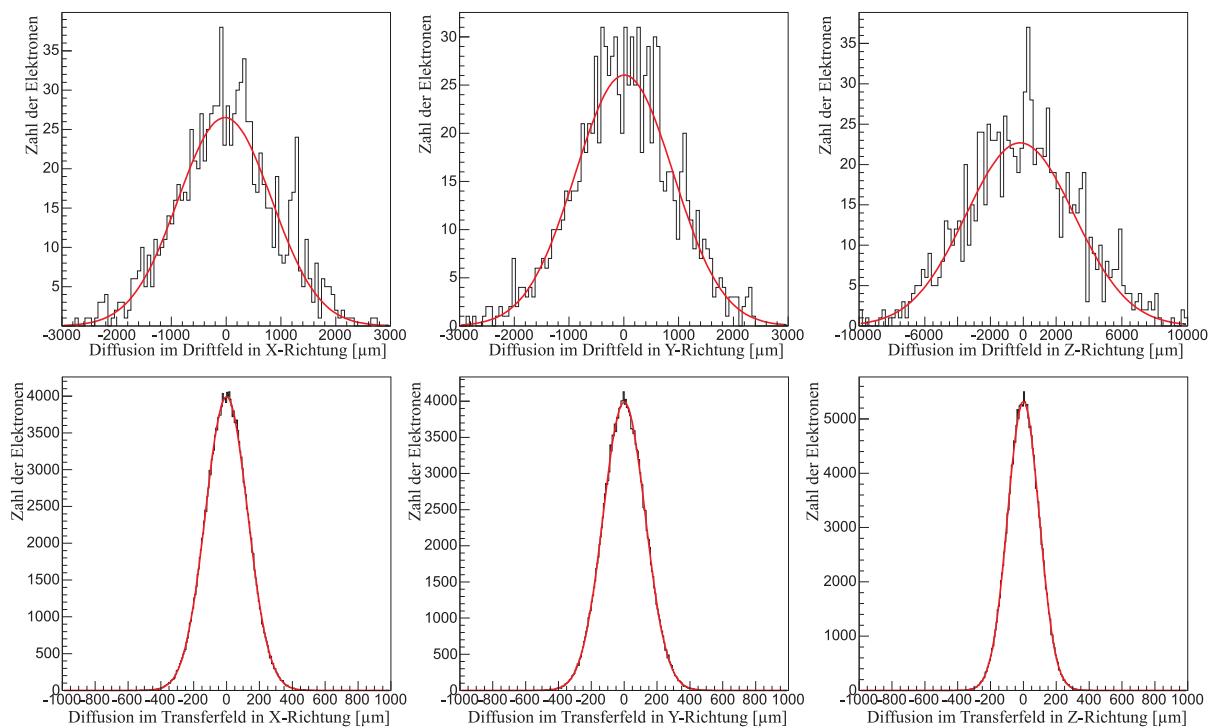 Zahl der Elektronen
35
30
25
20
15
10
5
-3000 -2000 -1000 0 1000 2000 3000
Diffusion im Driftfeld in X-Richtung [µm]
Zahl der Elektronen
30
25
20
15
10
5
0
-3000 -2000 -1000 0 1000 2000 3000
Diffusion im Driftfeld in Y-Richtung [µm]
Zahl der Elektronen
35
30
25
20
15
10
5
0
-10000 -6000 -2000 0 2000 6000 10000
Diffusion im Driftfeld in Z-Richtung [µm]
Zahl der Elektronen
4000
3500
3000
2500
2000
1500
1000
500
0
-1000 -800 -600 -400 -200 0 200 400 600 800 1000
Diffusion im Transferfeld in X-Richtung [µm]
Zahl der Elektronen
4000
3500
3000
2500
2000
1500
1000
500
0
-1000 -800 -600 -400 -200 0 200 400 600 800 1000
Diffusion im Transferfeld in Y-Richtung [µm]
Zahl der Elektronen
5000
4000
3000
2000
1000
0
-1000 -800 -600 -400 -200 0 200 400 600 800 1000
Diffusion im Transferfeld in Z-Richtung [µm]